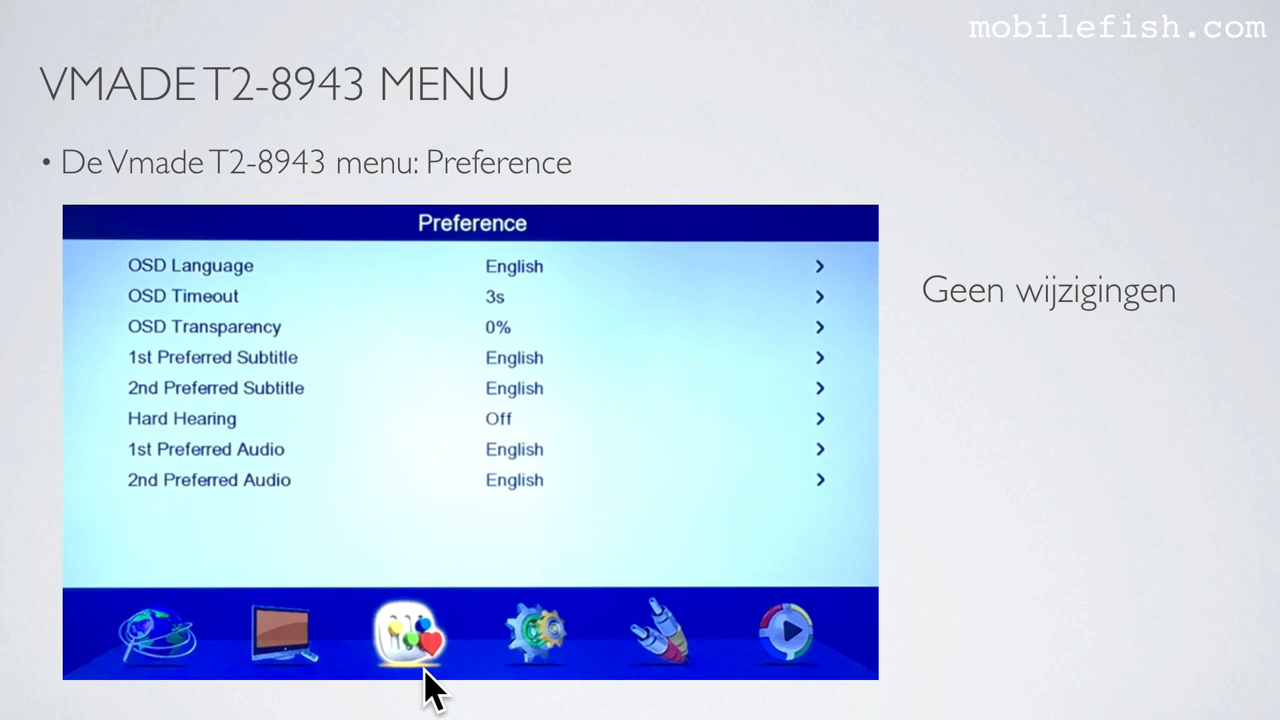 mobilefish.com
VMADE T2-8943 MENU
• De Vmade T2-8943 menu: Preference
Preference
OSD Language English >
OSD Timeout 3s >
OSD Transparency 0% >
1st Preferred Subtitle English >
2nd Preferred Subtitle English >
Hard Hearing Off >
1st Preferred Audio English >
2nd Preferred Audio English >
Geen wijzigingen